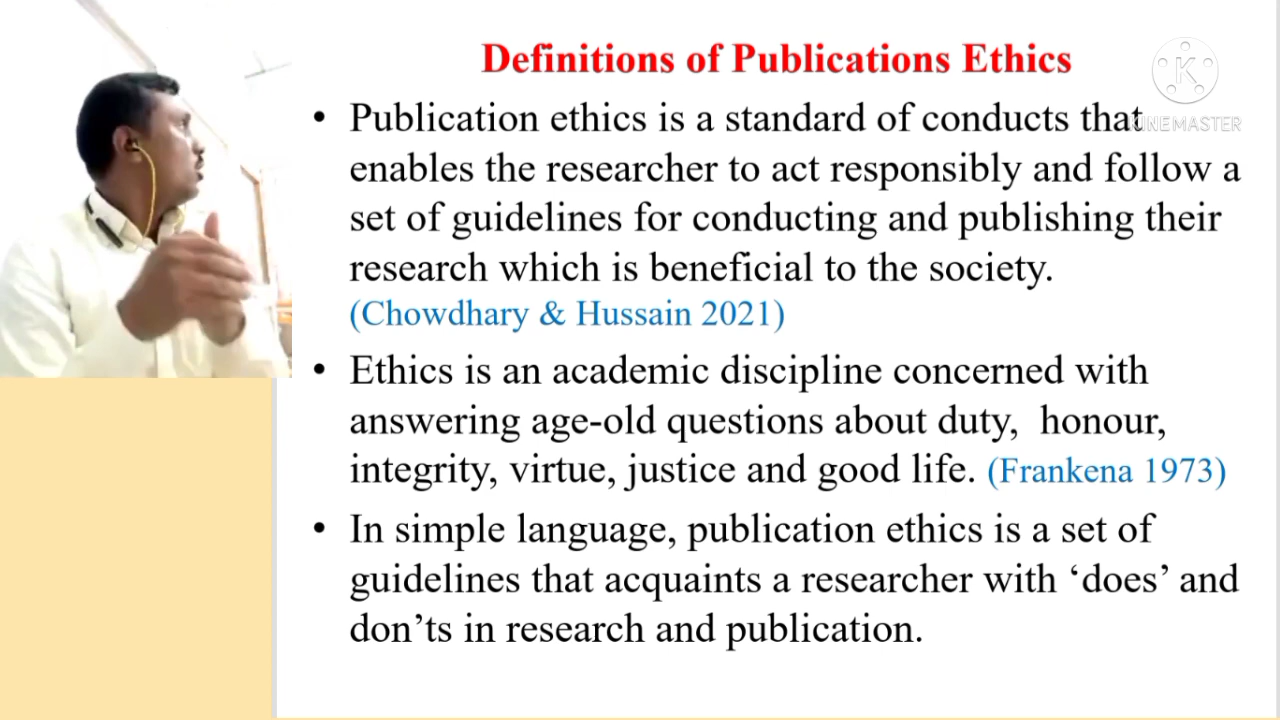 Definitions of Publications Ethics
• Publication ethics is a standard of conducts that
enables the researcher to act responsibly and follow a
set of guidelines for conducting and publishing their
research which is beneficial to the society.
(Chowdhary & Hussain 2021)
• Ethics is an academic discipline concerned with
answering age-old questions about duty, honour,
integrity, virtue, justice and good life. (Frankena 1973)
• In simple language, publication ethics is a set of
guidelines that acquaints a researcher with ‘does’ and
don’ts in research and publication.
K
KINEMASTER